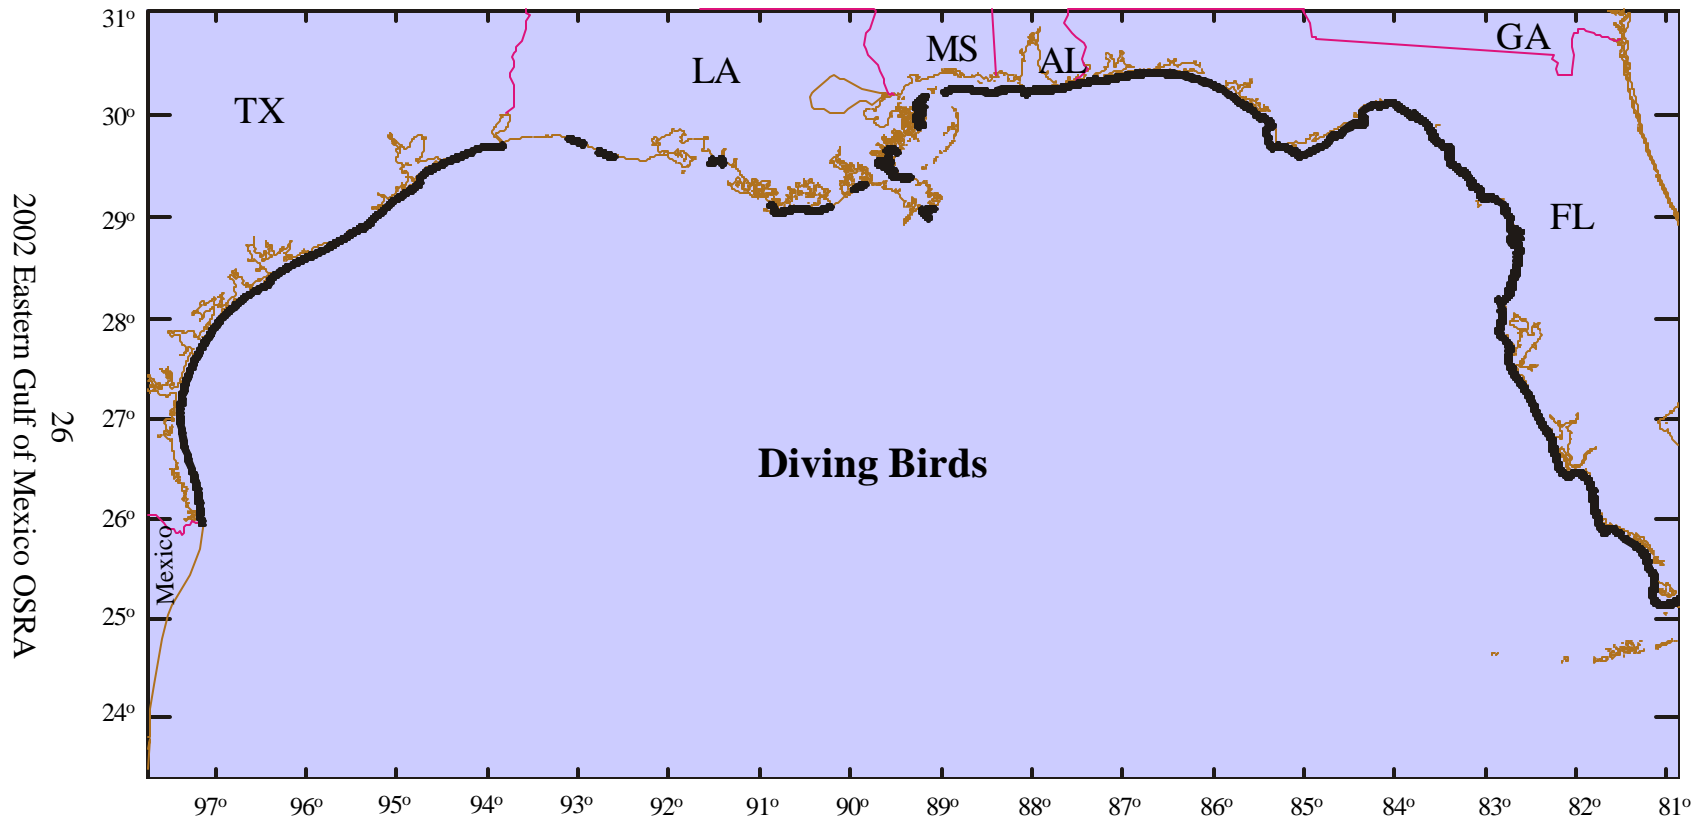 2002 Eastern Gulf of Mexico OSRA
26
31º
30º
29º
28º
27º
26º
25º
24º
TX
LA
MS
AL
GA
FL
Mexico
Diving Birds
97º
96º
95º
94º
93º
92º
91º
90º
89º
88º
87º
86º
85º
84º
83º
82º
81º